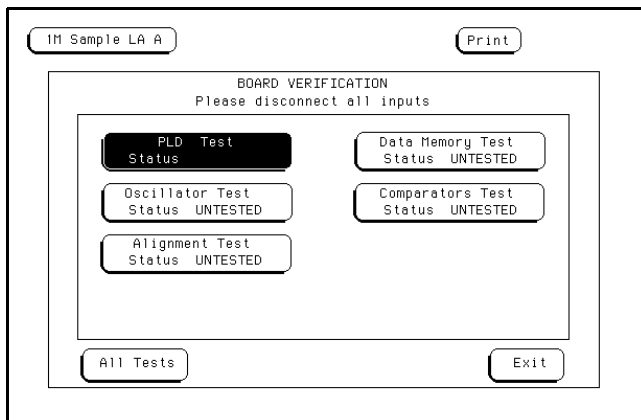 1M Sample LA A
Print
BOARD VERIFICATION
Please disconnect all inputs
PLD Test
Status
Data Memory Test
Status UNTESTED
Oscillator Test
Status UNTESTED
Comparators Test
Status UNTESTED
Alignment Test
Status UNTESTED
All Tests
Exit